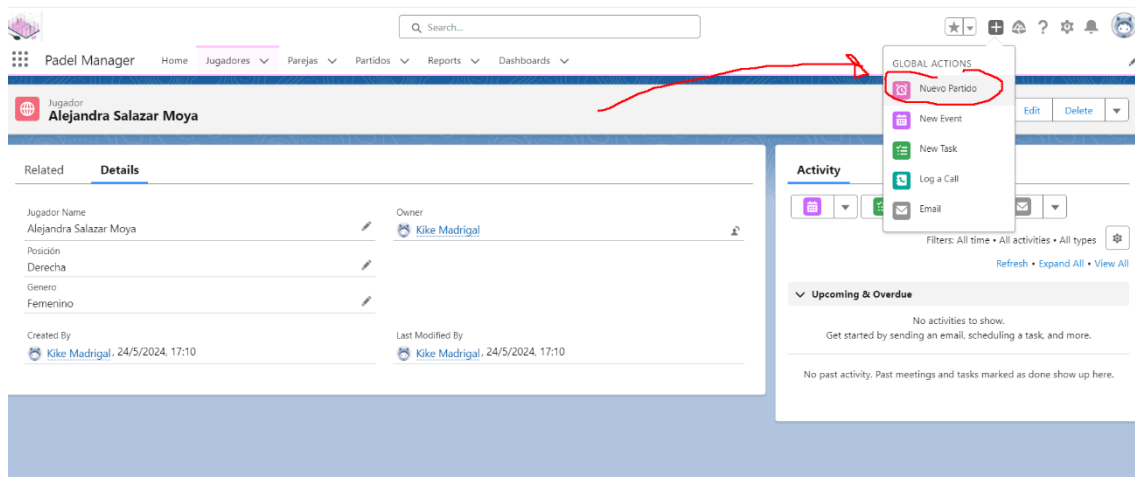 Search...
Padel Manager Home Jugadores Parejas Partidos Reports Dashboards
GLOBAL ACTIONS
Nuevo Partido
New Event
New Task
Log a Call
Email
Jugador
Alejandra Salazar Moya
Edit Delete
Related Details
Jugador Name
Alejandra Salazar Moya
Owner
Kike Madrigal
Posición
Derecha
Genero
Femenino
Created By
Kike Madrigal, 24/5/2024, 17:10
Last Modified By
Kike Madrigal, 24/5/2024, 17:10
Activity
Filters: All time • All activities • All types
Refresh • Expand All • View All
Upcoming & Overdue
No activities to show.
Get started by sending an email, scheduling a task, and more.
No past activity. Past meetings and tasks marked as done show up here.